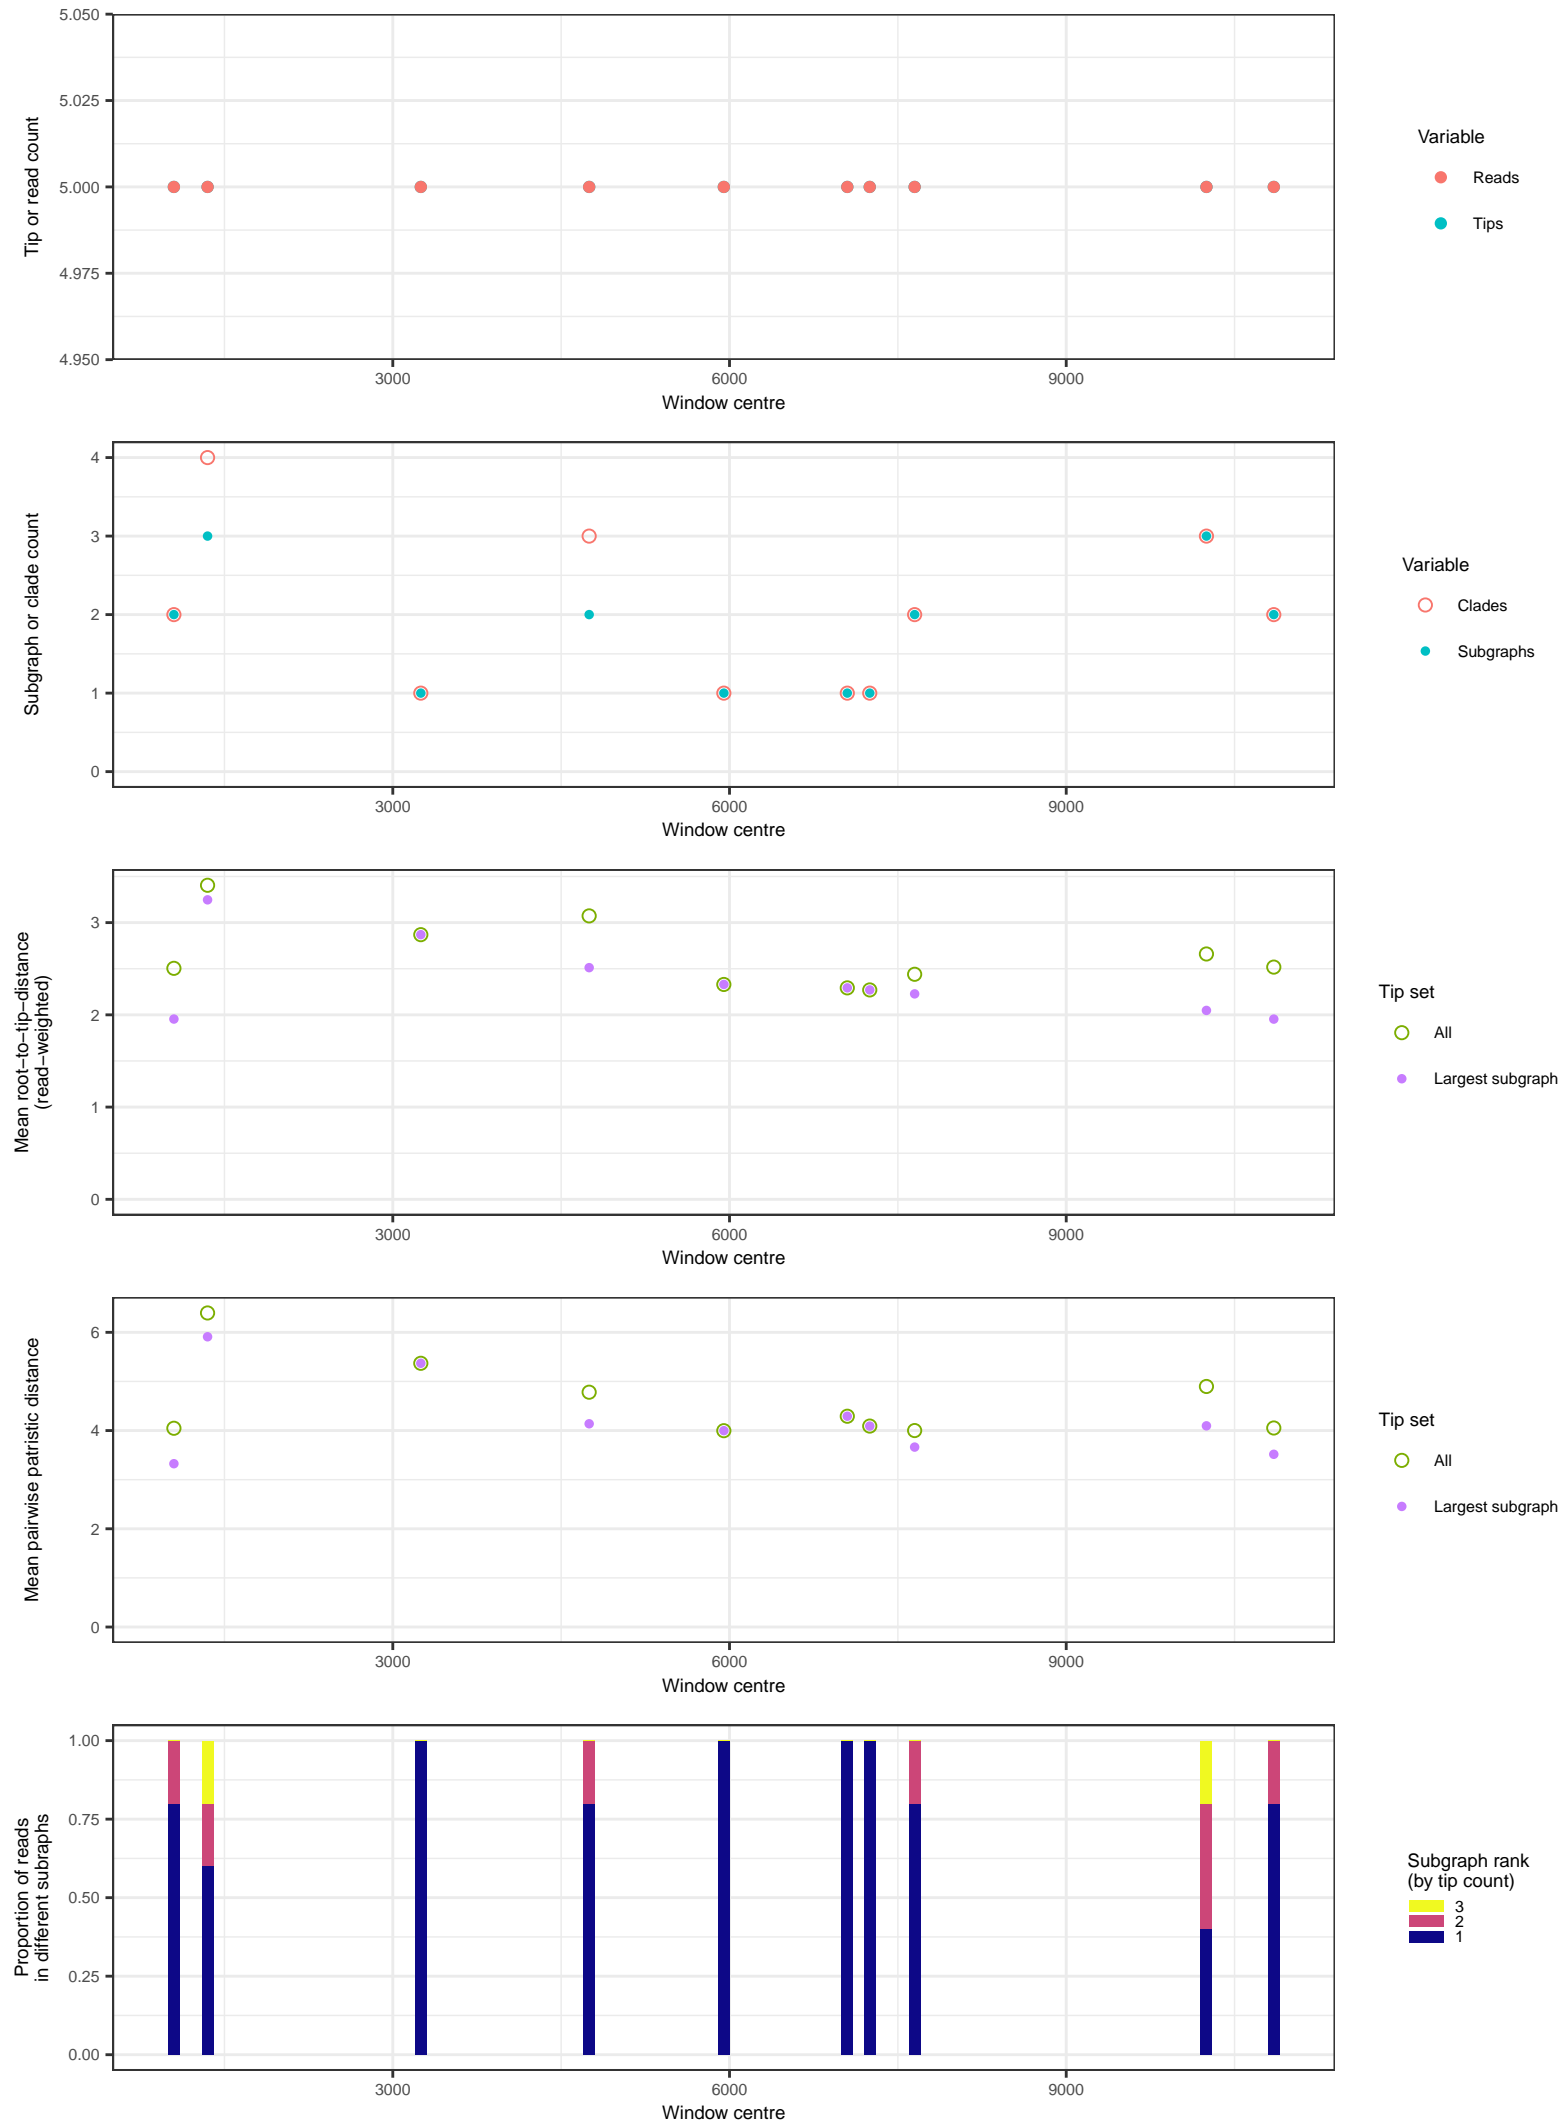 5.050
5.025
5.000
4.975
4.950
Tip or read count
3000 6000 9000
Window centre
Variable
Reads
Tips
4
3
2
1
0
Subgraph or clade count
3000 6000 9000
Window centre
Variable
Clades
Subgraphs
3
2
1
0
Mean root−to−tip−distance
(read−weighted)
3000 6000 9000
Window centre
Tip set
All
Largest subgraph
6
4
2
0
Mean pairwise patristic distance
3000 6000 9000
Window centre
Tip set
All
Largest subgraph
1.00
0.75
0.50
0.25
0.00
Proportion of reads
in different subraphs
3000 6000 9000
Window centre
Subgraph rank
(by tip count)
3
2
1